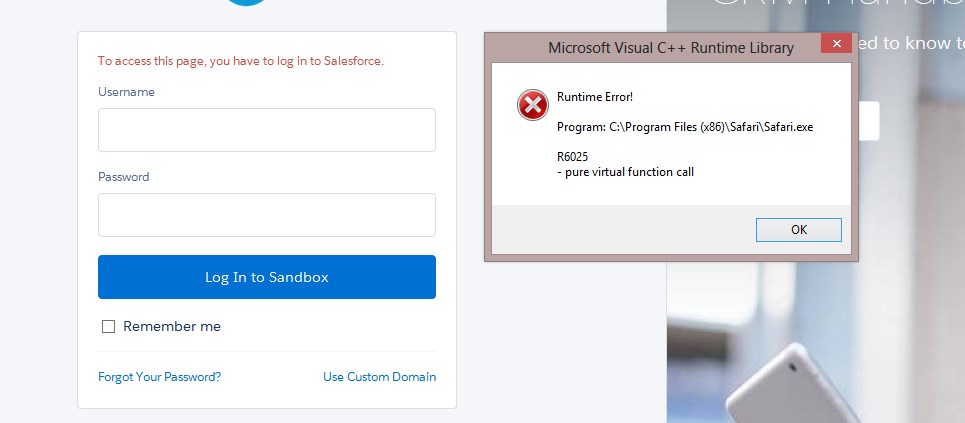 To access this page, you have to log in to Salesforce.
Username
Password
Log In to Sandbox
Remember me
Forgot Your Password?
Use Custom Domain
ed to know to
Microsoft Visual C++ Runtime Library
Runtime Error!
Program: C:\Program Files (x86)\Safari\Safari.exe
R6025
- pure virtual function call
OK